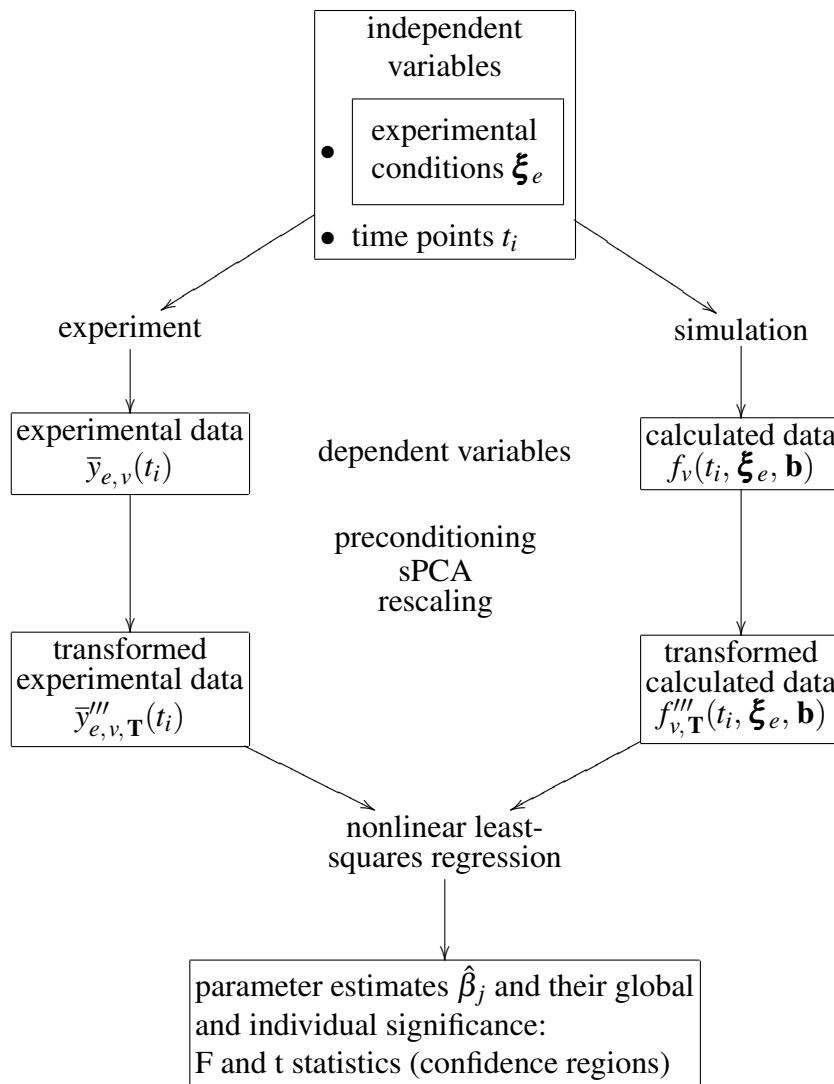 independent
variables
• experimental
conditions ξ_e
• time points t_i
experiment
simulation
experimental data
ȳ_{e, v}(t_i)
dependent variables
calculated data
f_v(t_i, ξ_e, b)
preconditioning
sPCA
rescaling
transformed
experimental data
ȳ′′′_{e, v, T}(t_i)
transformed
calculated data
f′′′_{v, T}(t_i, ξ_e, b)
nonlinear least-
squares regression
parameter estimates β̂_j and their global
and individual significance:
F and t statistics (confidence regions)